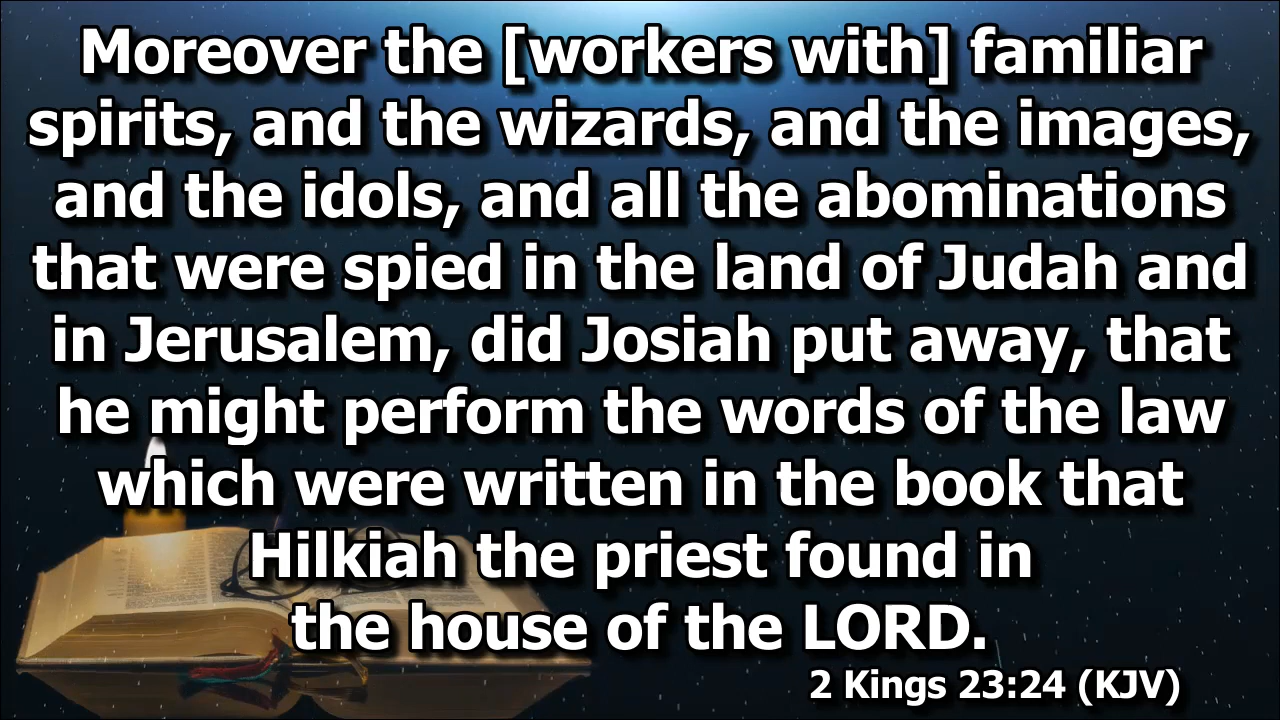 Moreover the [workers with] familiar
spirits, and the wizards, and the images,
and the idols, and all the abominations
that were spied in the land of Judah and
in Jerusalem, did Josiah put away, that
he might perform the words of the law
which were written in the book that
Hilkiah the priest found in
the house of the LORD.
2 Kings 23:24 (KJV)